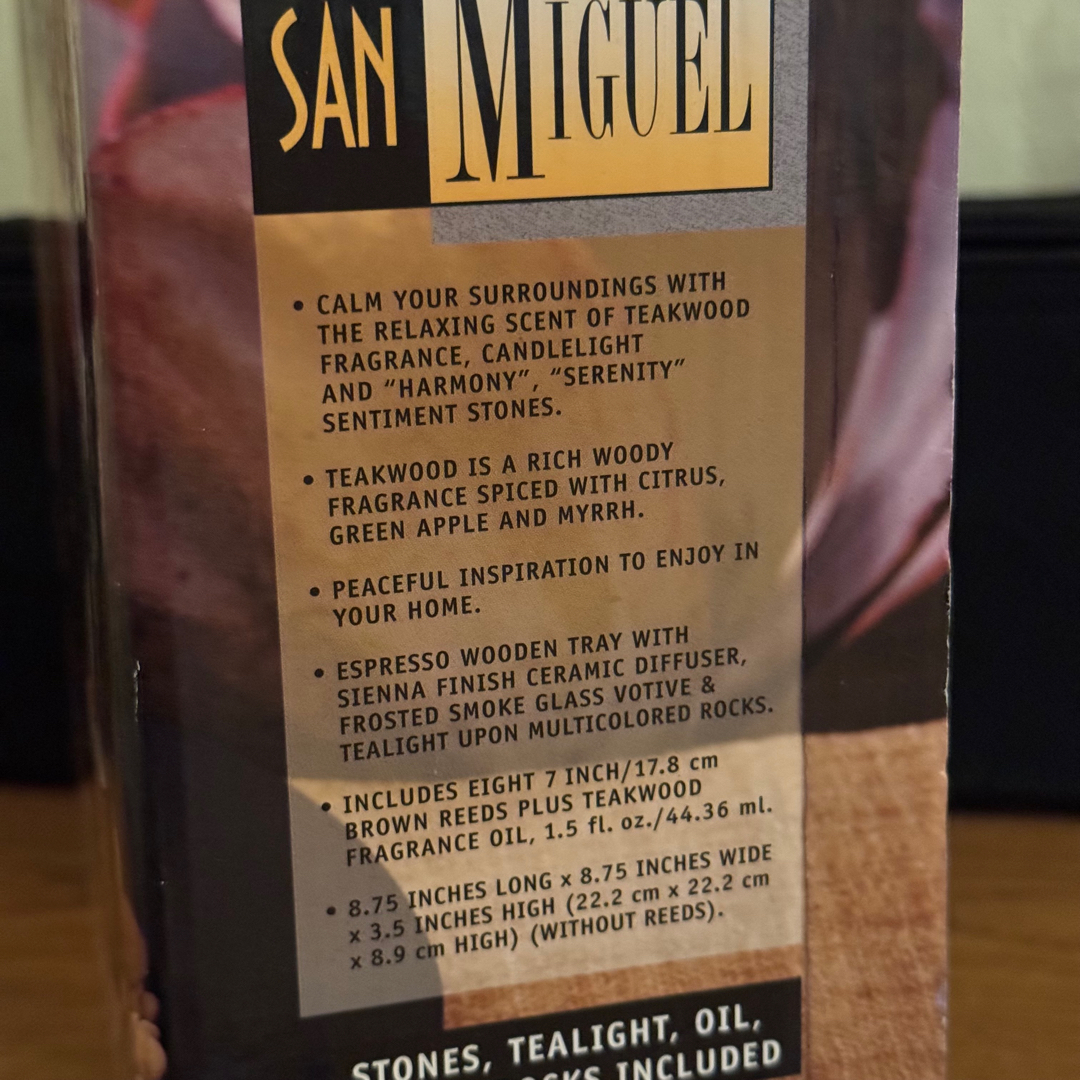 SAN MIGUEL
• CALM YOUR SURROUNDINGS WITH
THE RELAXING SCENT OF TEAKWOOD
FRAGRANCE, CANDLELIGHT
AND “HARMONY”, “SERENITY”
SENTIMENT STONES.
• TEAKWOOD IS A RICH WOODY
FRAGRANCE SPICED WITH CITRUS,
GREEN APPLE AND MYRRH.
• PEACEFUL INSPIRATION TO ENJOY IN
YOUR HOME.
• ESPRESSO WOODEN TRAY WITH
SIENNA FINISH CERAMIC DIFFUSER,
FROSTED SMOKE GLASS VOTIVE &
TEALIGHT UPON MULTICOLORED ROCKS.
• INCLUDES EIGHT 7 INCH/17.8 cm
BROWN REEDS PLUS TEAKWOOD
FRAGRANCE OIL, 1.5 fl. oz./44.36 ml.
• 8.75 INCHES LONG x 8.75 INCHES WIDE
x 3.5 INCHES HIGH (22.2 cm x 22.2 cm
x 8.9 cm HIGH) (WITHOUT REEDS).
STONES, TEALIGHT, OIL,
INCLUDED